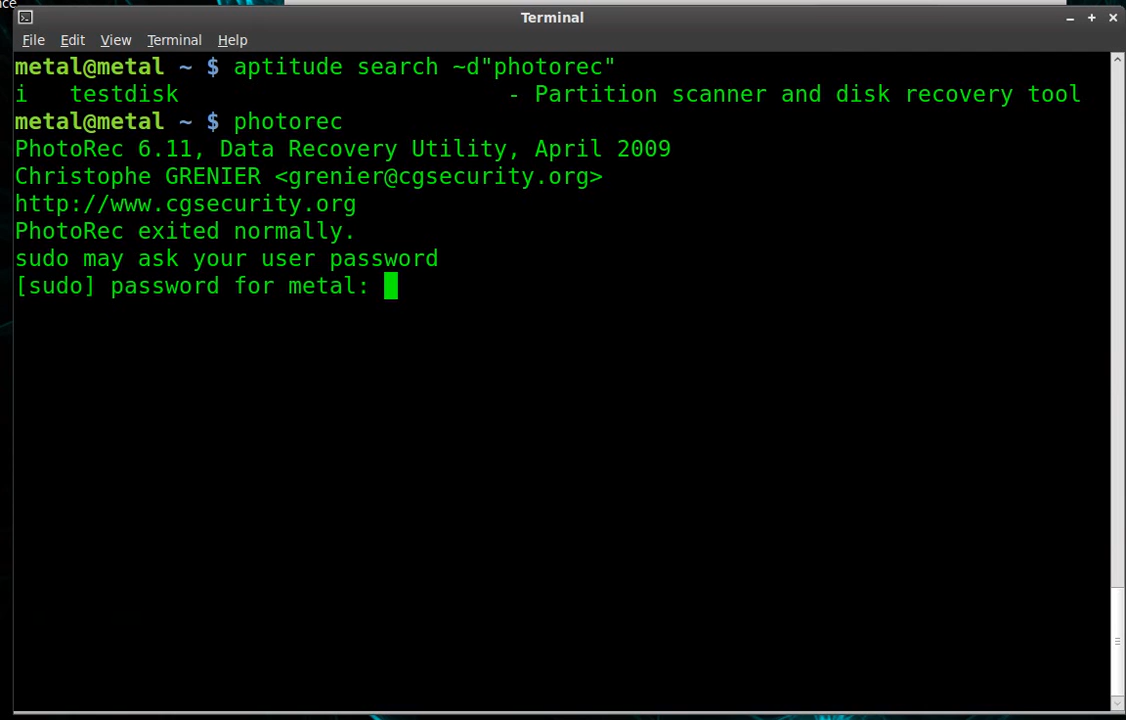 nce
Terminal
File Edit View Terminal Help
metal@metal ~ $ aptitude search ~d"photorec"
i   testdisk                        - Partition scanner and disk recovery tool
metal@metal ~ $ photorec
PhotoRec 6.11, Data Recovery Utility, April 2009
Christophe GRENIER <grenier@cgsecurity.org>
http://www.cgsecurity.org
PhotoRec exited normally.
sudo may ask your user password
[sudo] password for metal: